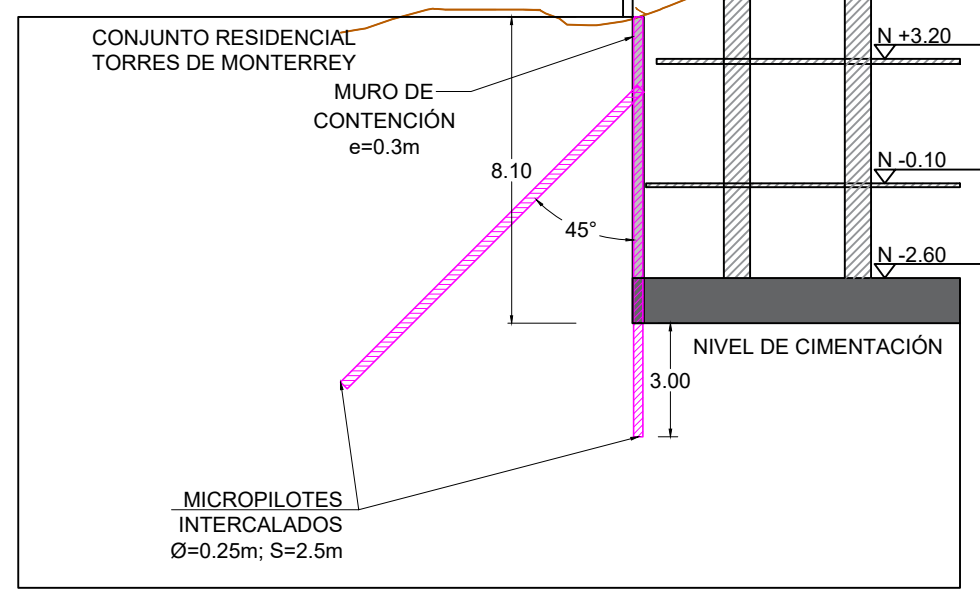 CONJUNTO RESIDENCIAL
TORRES DE MONTERREY
MURO DE
CONTENCIÓN
e=0.3m
8.10
45°
N +3.20
N -0.10
N -2.60
NIVEL DE CIMENTACIÓN
3.00
MICROPILOTES
INTERCALADOS
Ø=0.25m; S=2.5m